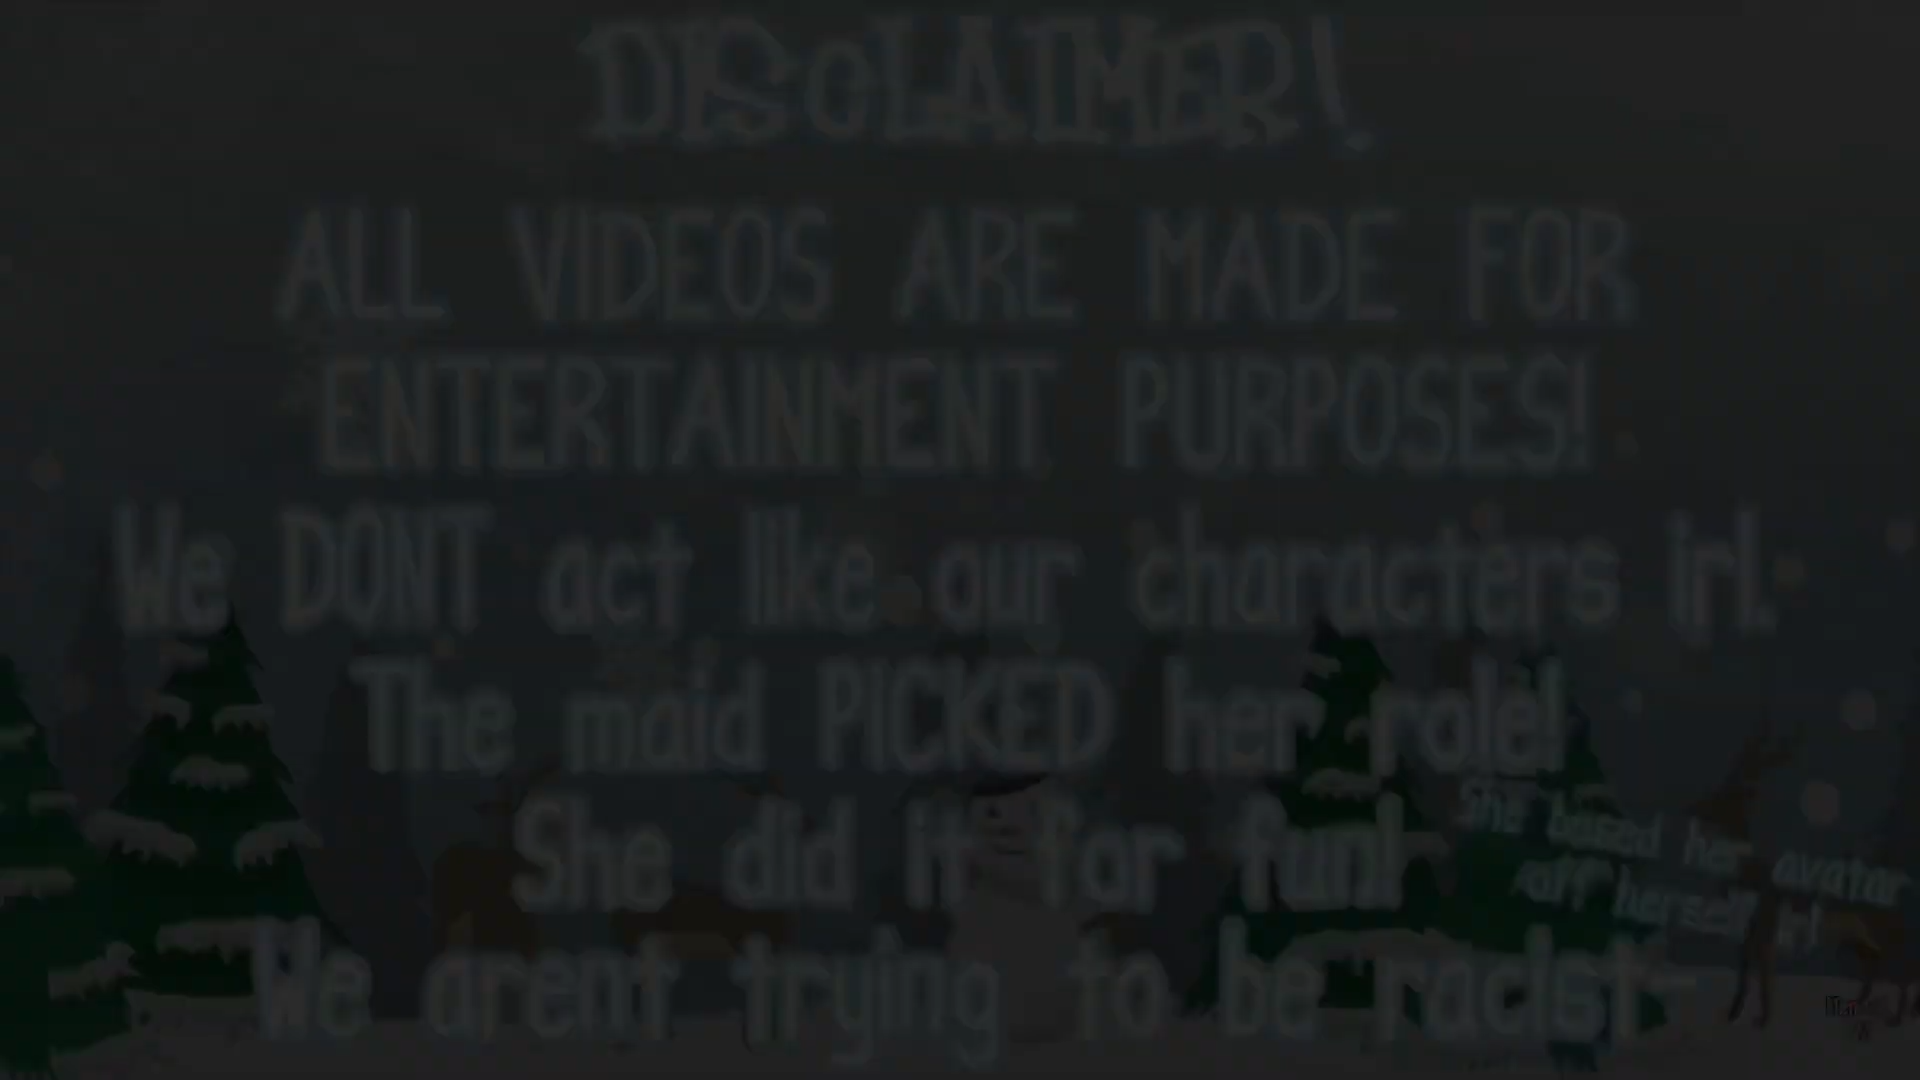 DISCLAIMER!
ALL VIDEOS ARE MADE FOR
ENTERTAINMENT PURPOSES!
We DONT act like our characters irl.
The maid PICKED her role!
She did it for fun!
She based her avatar
off herself irl
We arent trying to be racist